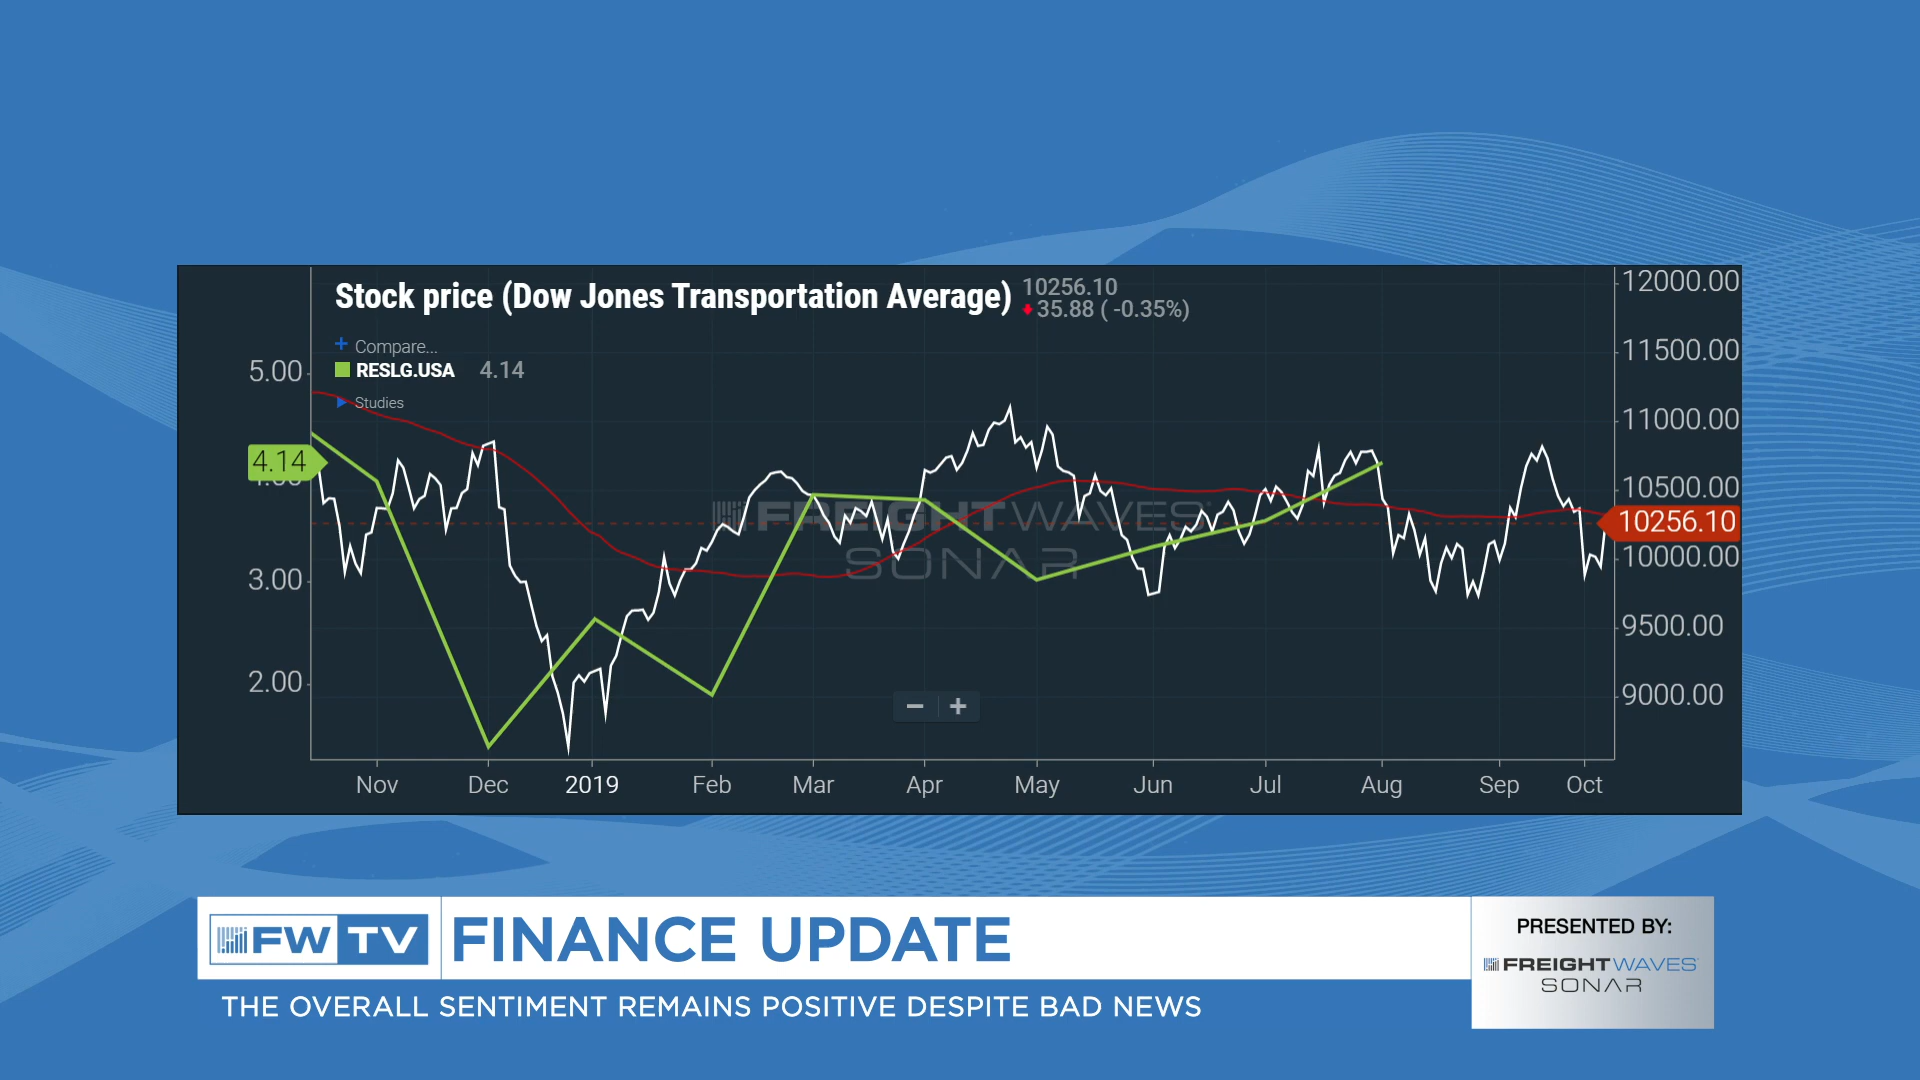 Stock price (Dow Jones Transportation Average) 10256.10
35.88 ( -0.35%)
+ Compare...
RESLG.USA 4.14
Studies
5.00
4.14
3.00
2.00
12000.00
11500.00
11000.00
10500.00
10256.10
10000.00
9500.00
9000.00
FREIGHTWAVES
SONAR
− +
Nov Dec 2019 Feb Mar Apr May Jun Jul Aug Sep Oct
FW TV FINANCE UPDATE
THE OVERALL SENTIMENT REMAINS POSITIVE DESPITE BAD NEWS
PRESENTED BY:
FREIGHTWAVES
SONAR